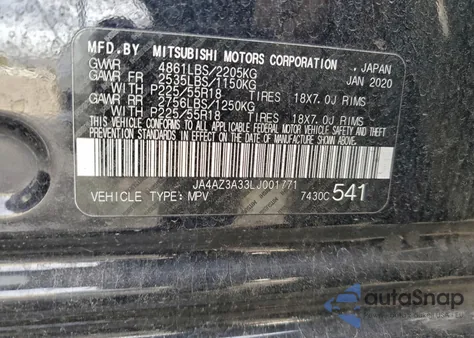 MFD.BY MITSUBISHI MOTORS CORPORATION, JAPAN
GVWR 4861LBS/2205KG JAN 2020
GAWR FR 2535LBS/1150KG
WITH P225/55R18 TIRES 18X7.0J RIMS
GAWR RR 2756LBS/1250KG
WITH P225/55R18 TIRES 18X7.0J RIMS
THIS VEHICLE CONFORMS TO ALL APPLICABLE
FEDERAL MOTOR VEHICLE SAFETY
STANDARDS IN EFFECT ON THE DATE OF
MANUFACTURE SHOWN ABOVE.
JA4AZ3A33LJ001771
VEHICLE TYPE: MPV 7430C 541
autoSnap